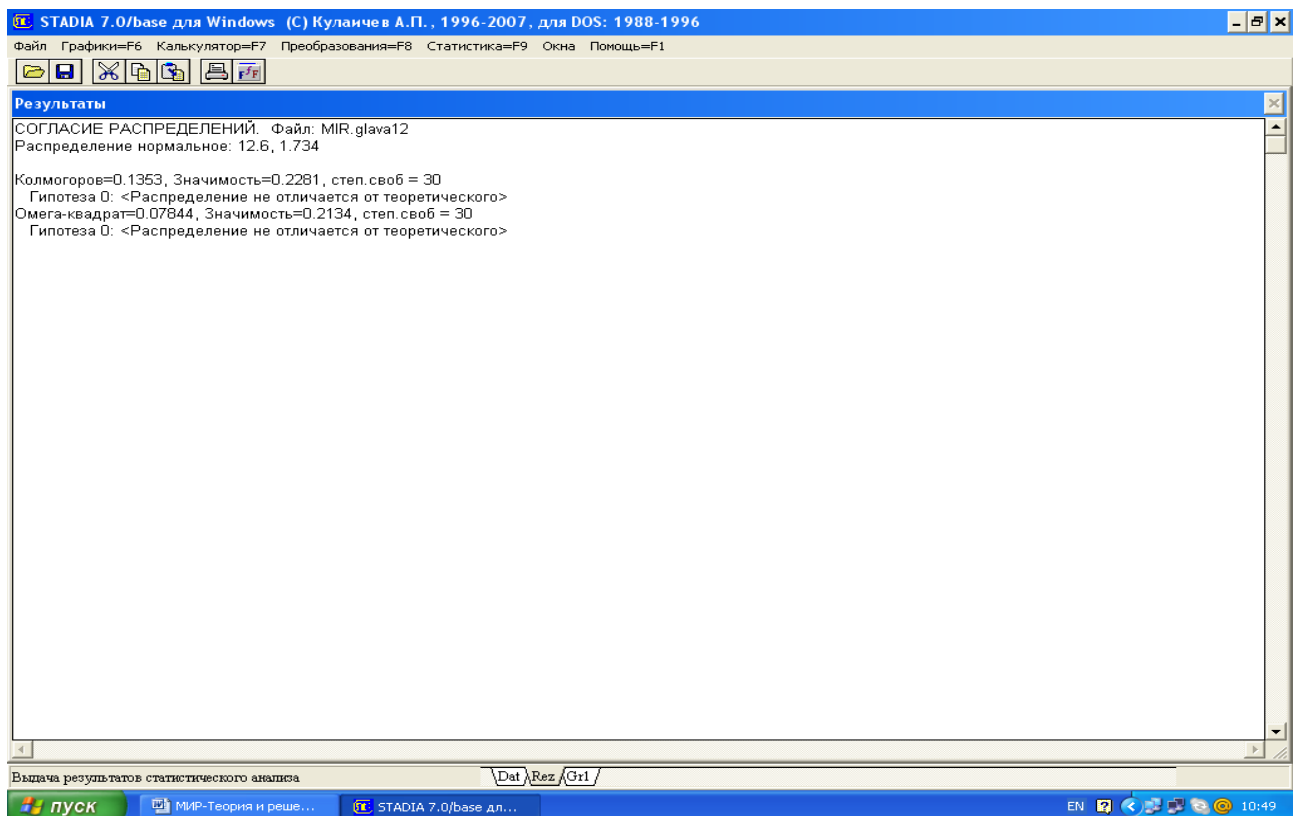 STADIA 7.0/base для Windows (C) Кулаичев А.П., 1996-2007, для DOS: 1988-1996
Файл Графики=F6 Калькулятор=F7 Преобразования=F8 Статистика=F9 Окна Помощь=F1
Результаты
СОГЛАСИЕ РАСПРЕДЕЛЕНИЙ. Файл: MIR.glava12
Распределение нормальное: 12.6, 1.734
Колмогоров=0.1353, Значимость=0.2281, степ.своб = 30
Гипотеза 0: <Распределение не отличается от теоретического>
Омега-квадрат=0.07844, Значимость=0.2134, степ.своб = 30
Гипотеза 0: <Распределение не отличается от теоретического>
Выдача результатов статистического анализа \Dat\Rez/Gr1/
пуск МИР-Теория и реше... STADIA 7.0/base дл... EN 10:49